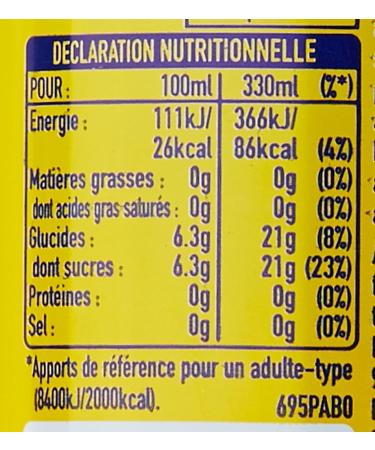 DECLARATION NUTRITIONNELLE
POUR : 100ml 330ml (%*)
Energie : 111kJ/ 366kJ/
26kcal 86kcal (4%)
Matières grasses : 0g 0g (0%)
dont acides gras saturés : 0g 0g (0%)
Glucides : 6.3g 21g (8%)
dont sucres : 6.3g 21g (23%)
Protéines : 0g 0g (0%)
Sel : 0g 0g (0%)
*Apports de référence pour un adulte-type
(8400kJ/2000kcal). 695PAB0